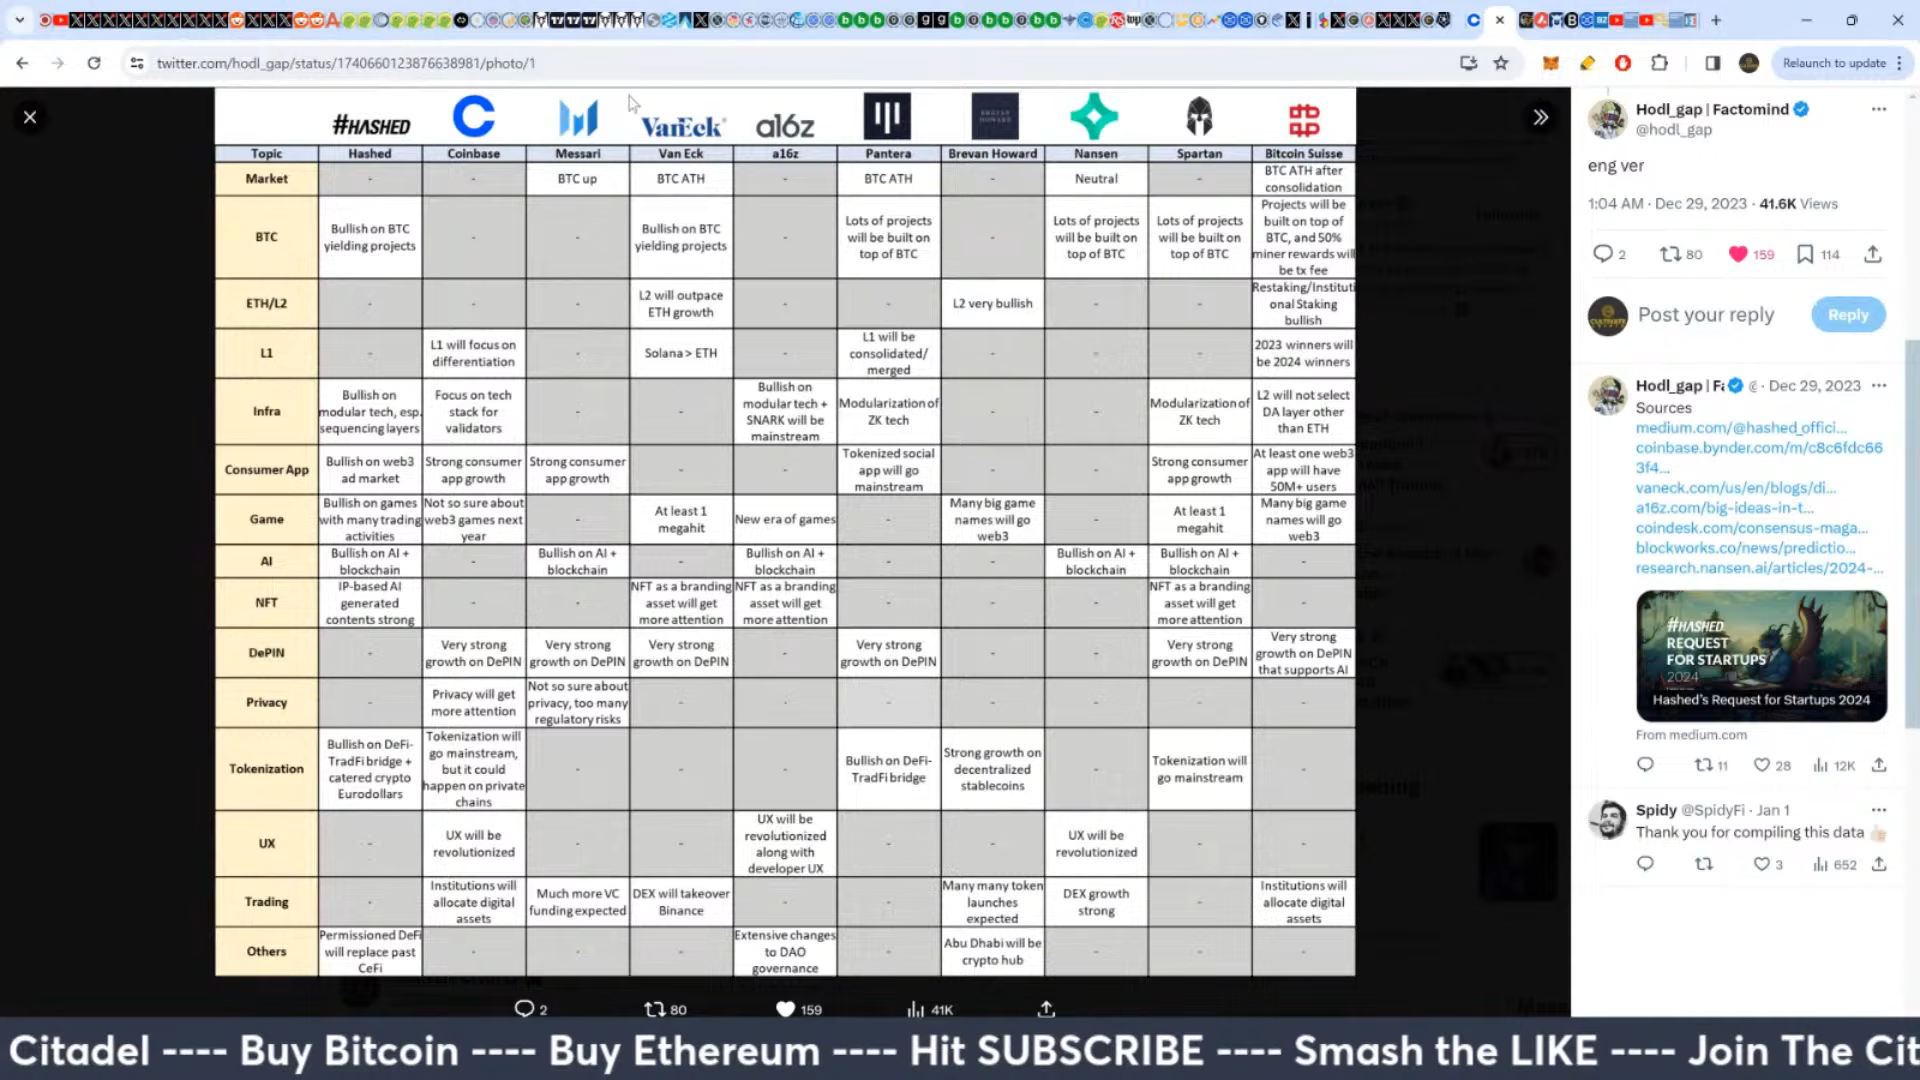 twitter.com/hodl_gap/status/1740660123876638981/photo/1
Relaunch to update
#HASHED
VanEck
a16z
BREVAN
HOWARD
Topic Hashed Coinbase Messari Van Eck a16z Pantera Brevan Howard Nansen Spartan Bitcoin Suisse
Market - - BTC up BTC ATH - BTC ATH - Neutral - BTC ATH after
consolidation
BTC
Bullish on BTC
yielding projects
-
-
Bullish on BTC
yielding projects
-
Lots of projects
will be built on
top of BTC
-
Lots of projects
will be built on
top of BTC
Lots of projects
will be built on
top of BTC
Projects will be
built on top of
BTC, and 50%
miner rewards will
be tx fee
ETH/L2
-
-
-
L2 will outpace
ETH growth
-
-
L2 very bullish
-
-
Restaking/Instituti
onal Staking
bullish
L1
-
L1 will focus on
differentiation
-
Solana > ETH
-
L1 will be
consolidated/
merged
-
-
-
2023 winners will
be 2024 winners
Infra
Bullish on
modular tech, esp.
sequencing layers
Focus on tech
stack for
validators
-
-
Bullish on
modular tech +
SNARK will be
mainstream
Modularization of
ZK tech
-
-
Modularization of
ZK tech
L2 will not select
DA layer other
than ETH
Consumer App
Bullish on web3
ad market
Strong consumer
app growth
Strong consumer
app growth
-
-
Tokenized social
app will go
mainstream
-
-
Strong consumer
app growth
At least one web3
app will have
50M+ users
Game
Bullish on games
with many trading
activities
Not so sure about
web3 games next
year
-
At least 1
megahit
New era of games
-
Many big game
names will go
web3
-
At least 1
megahit
Many big game
names will go
web3
AI
Bullish on AI +
blockchain
-
Bullish on AI +
blockchain
-
Bullish on AI +
blockchain
-
-
Bullish on AI +
blockchain
Bullish on AI +
blockchain
-
NFT
IP-based AI
generated
contents strong
-
-
NFT as a branding
asset will get
more attention
NFT as a branding
asset will get
more attention
-
-
-
NFT as a branding
asset will get
more attention
-
DePIN
-
Very strong
growth on DePIN
Very strong
growth on DePIN
Very strong
growth on DePIN
-
Very strong
growth on DePIN
-
-
Very strong
growth on DePIN
Very strong
growth on DePIN
that supports AI
Privacy
-
Privacy will get
more attention
Not so sure about
privacy, too many
regulatory risks
-
-
-
-
-
-
-
Tokenization
Bullish on DeFi-
TradFi bridge +
catered crypto
Eurodollars
Tokenization will
go mainstream,
but it could
happen on private
chains
-
-
-
Bullish on DeFi-
TradFi bridge
Strong growth on
decentralized
stablecoins
-
Tokenization will
go mainstream
-
UX
-
UX will be
revolutionized
-
-
UX will be
revolutionized
along with
developer UX
-
-
UX will be
revolutionized
-
-
Trading
-
Institutions will
allocate digital
assets
Much more VC
funding expected
DEX will takeover
Binance
-
-
Many many token
launches
expected
DEX growth
strong
-
Institutions will
allocate digital
assets
Others
Permissioned DeFi
will replace past
CeFi
-
-
-
Extensive changes
to DAO
governance
-
Abu Dhabi will be
crypto hub
-
-
-
2 80 159 41K
Hodl_gap | Factomind
@hodl_gap
eng ver
1:04 AM · Dec 29, 2023 · 41.6K Views
2 80 159 114
Post your reply
Reply
Hodl_gap | Fa @ · Dec 29, 2023
Sources
medium.com/@hashed_offici...
coinbase.bynder.com/m/c8c6fdc66
3f4...
vaneck.com/us/en/blogs/di...
a16z.com/big-ideas-in-t...
coindesk.com/consensus-maga...
blockworks.co/news/predictio...
research.nansen.ai/articles/2024-...
#HASHED
REQUEST
FOR STARTUPS
2024
Hashed's Request for Startups 2024
From medium.com
11 28 12K
Spidy @SpidyFi · Jan 1
Thank you for compiling this data
3 652
Citadel ---- Buy Bitcoin ---- Buy Ethereum ---- Hit SUBSCRIBE ---- Smash the LIKE ---- Join The Cit